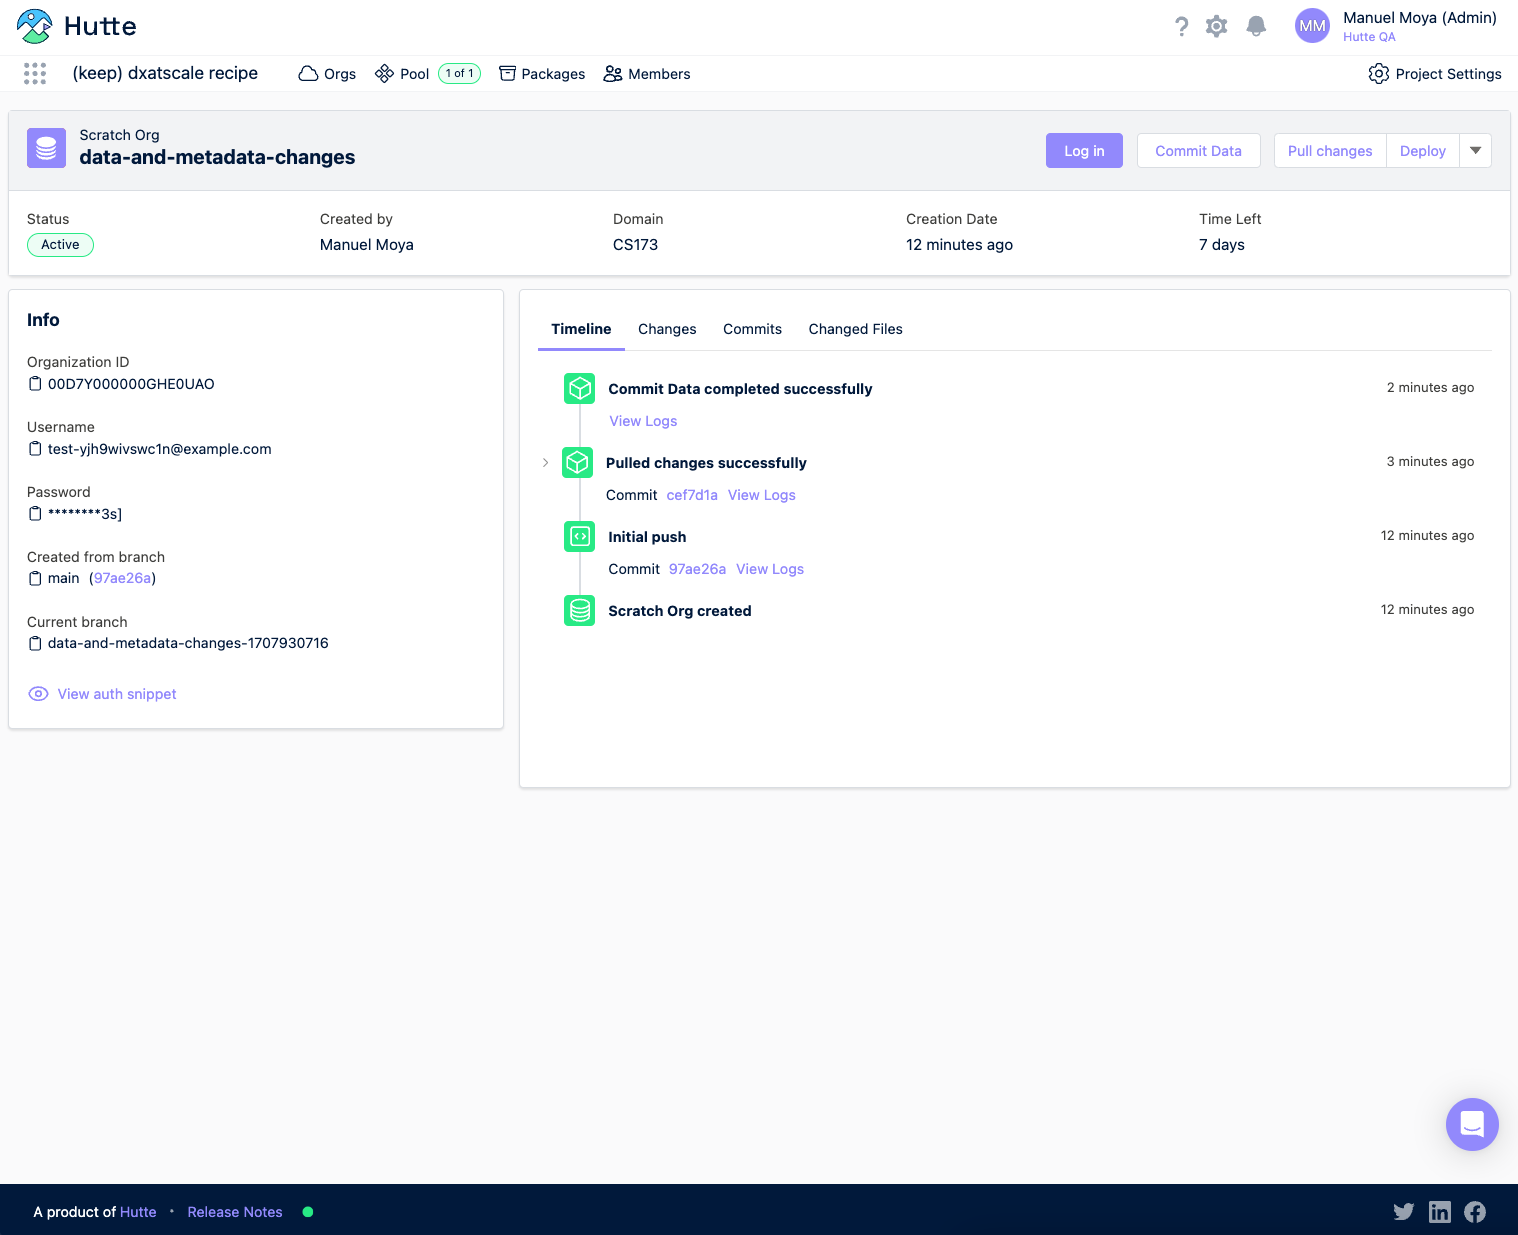 Hutte
MM
Manuel Moya (Admin)
Hutte QA
(keep) dxatscale recipe
Orgs
Pool
1 of 1
Packages
Members
Project Settings
Scratch Org
data-and-metadata-changes
Log in
Commit Data
Pull changes
Deploy
Status
Active
Created by
Manuel Moya
Domain
CS173
Creation Date
12 minutes ago
Time Left
7 days
Info
Organization ID
00D7Y000000GHE0UAO
Username
test-yjh9wivswc1n@example.com
Password
********3s]
Created from branch
main (97ae26a)
Current branch
data-and-metadata-changes-1707930716
View auth snippet
Timeline
Changes
Commits
Changed Files
Commit Data completed successfully
2 minutes ago
View Logs
Pulled changes successfully
3 minutes ago
Commit cef7d1a View Logs
Initial push
12 minutes ago
Commit 97ae26a View Logs
Scratch Org created
12 minutes ago
A product of Hutte • Release Notes